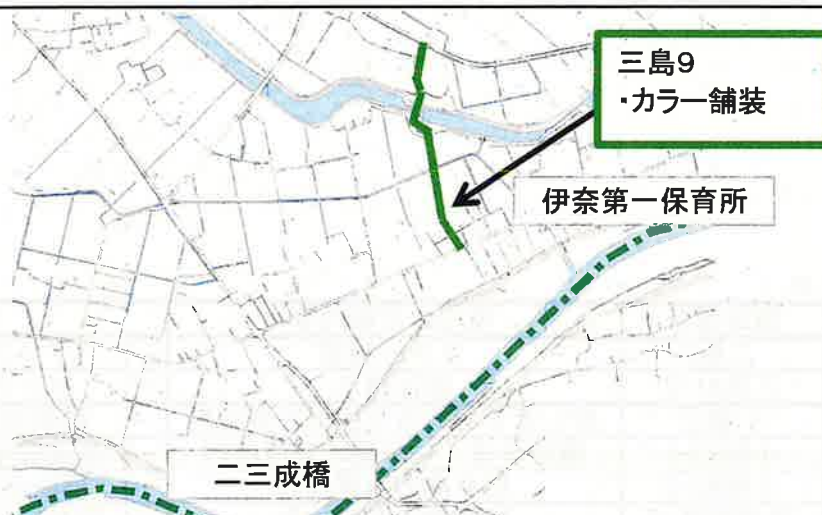 三島9
・カラー舗装
伊奈第一保育所
二三成橋